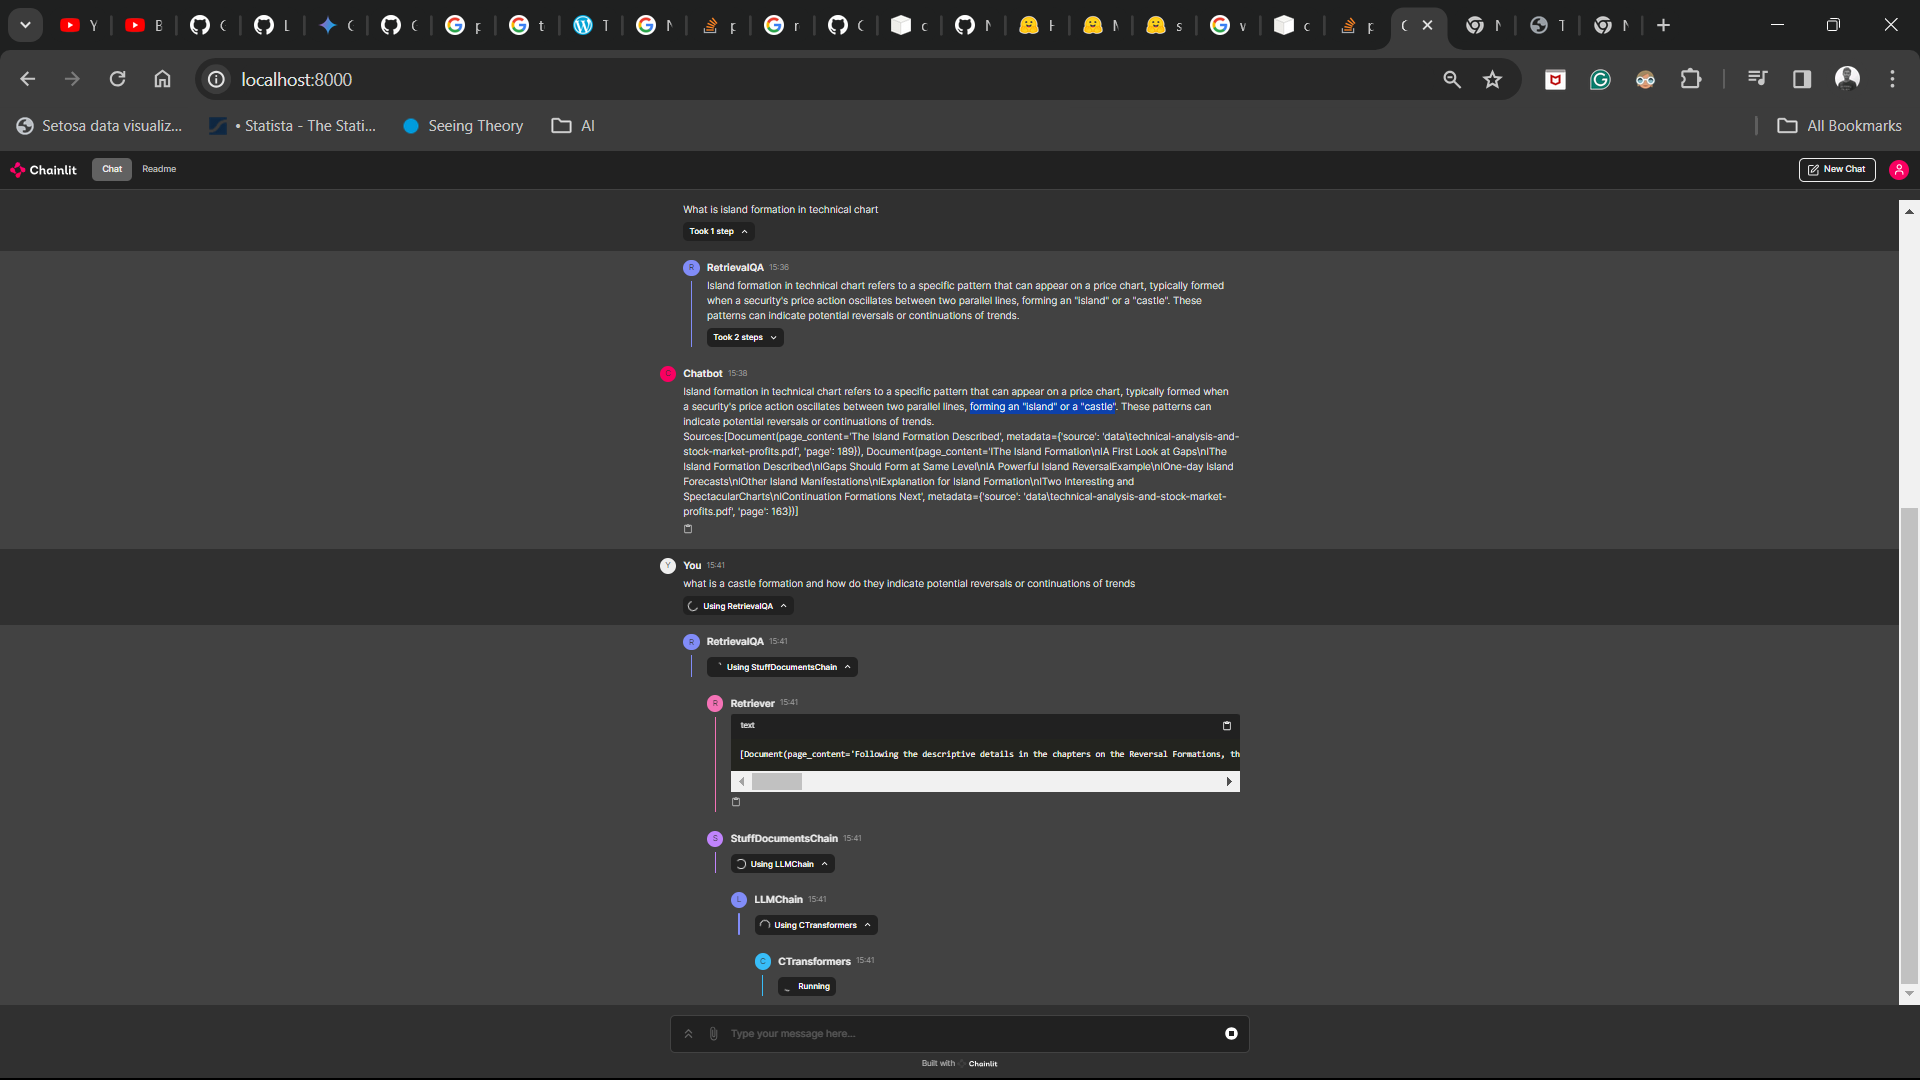 localhost:8000
Setosa data visualiz...
• Statista - The Stati...
Seeing Theory
AI
All Bookmarks
Chainlit
Chat
Readme
New Chat
What is island formation in technical chart
Took 1 step
RetrievalQA 15:36
Island formation in technical chart refers to a specific pattern that can appear on a price chart, typically formed
when a security's price action oscillates between two parallel lines, forming an "island" or a "castle". These
patterns can indicate potential reversals or continuations of trends.
Took 2 steps
Chatbot 15:38
Island formation in technical chart refers to a specific pattern that can appear on a price chart, typically formed when
a security's price action oscillates between two parallel lines, forming an "island" or a "castle". These patterns can
indicate potential reversals or continuations of trends.
Sources:[Document(page_content='The Island Formation Described', metadata={'source': 'data\technical-analysis-and-
stock-market-profits.pdf', 'page': 189}), Document(page_content='lThe Island Formation\nlA First Look at Gaps\nlThe
Island Formation Described\nlGaps Should Form at Same Level\nlA Powerful Island ReversalExample\nlOne-day Island
Forecasts\nlOther Island Manifestations\nlExplanation for Island Formation\nlTwo Interesting and
SpectacularCharts\nlContinuation Formations Next', metadata={'source': 'data\technical-analysis-and-stock-market-
profits.pdf', 'page': 163})]
You 15:41
what is a castle formation and how do they indicate potential reversals or continuations of trends
Using RetrievalQA
RetrievalQA 15:41
Using StuffDocumentsChain
Retriever 15:41
text
[Document(page_content='Following the descriptive details in the chapters on the Reversal Formations, th
StuffDocumentsChain 15:41
Using LLMChain
LLMChain 15:41
Using CTransformers
CTransformers 15:41
Running
Type your message here...
Built with Chainlit